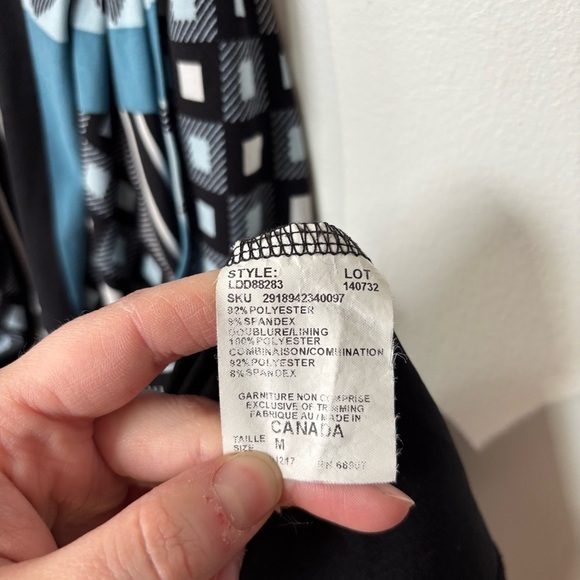 STYLE: LOT
LDD88283 140732
SKU 2918942340097
92%POLYESTER
8%SPANDEX
DOUBLURE/LINING
100%POLYESTER
COMBINAISON/COMBINATION
92%POLYESTER
8%SPANDEX
GARNITURE NON COMPRISE
EXCLUSIVE OF TRIMMING
FABRIQUE AU/MADE IN
CANADA
TAILLE
SIZE M